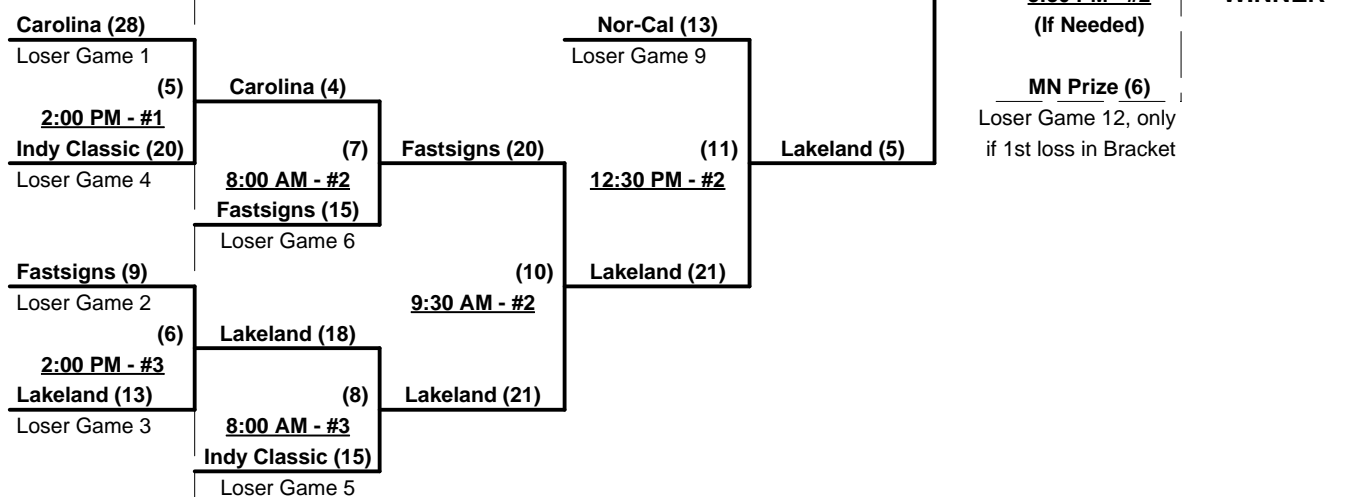 WINNER
Carolina (28)
Nor-Cal (13)
(If Needed)
Loser Game 1
Loser Game 9
(5)
Carolina (4)
MN Prize (6)
2:00 PM - #1
Loser Game 12, only
Indy Classic (20)
(7)
Fastsigns (20)
(11)
Lakeland (5)
if 1st loss in Bracket
Loser Game 4
8:00 AM - #2
12:30 PM - #2
Fastsigns (15)
Loser Game 6
Fastsigns (9)
(10)
Lakeland (21)
Loser Game 2
9:30 AM - #2
(6)
Lakeland (18)
2:00 PM - #3
Lakeland (13)
(8)
Lakeland (21)
Loser Game 3
8:00 AM - #3
Indy Classic (15)
Loser Game 5